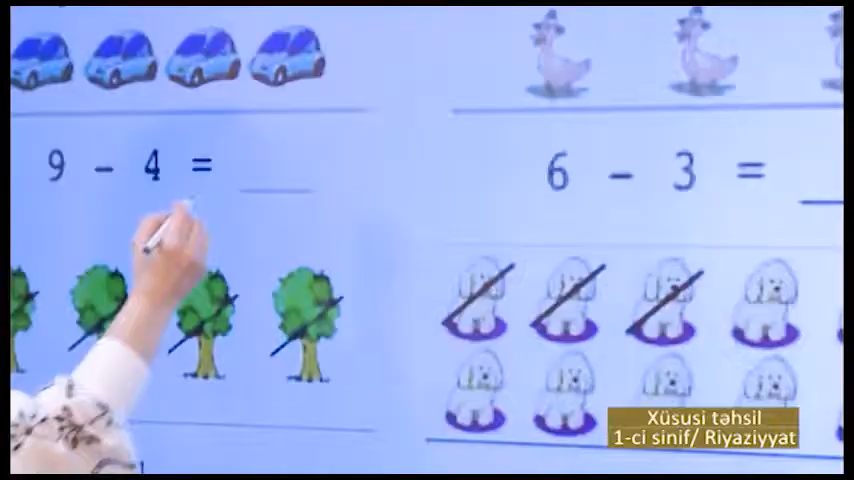 9 - 4 =
6 - 3 =
Xüsusi təhsil
1-ci sinif/ Riyaziyyat